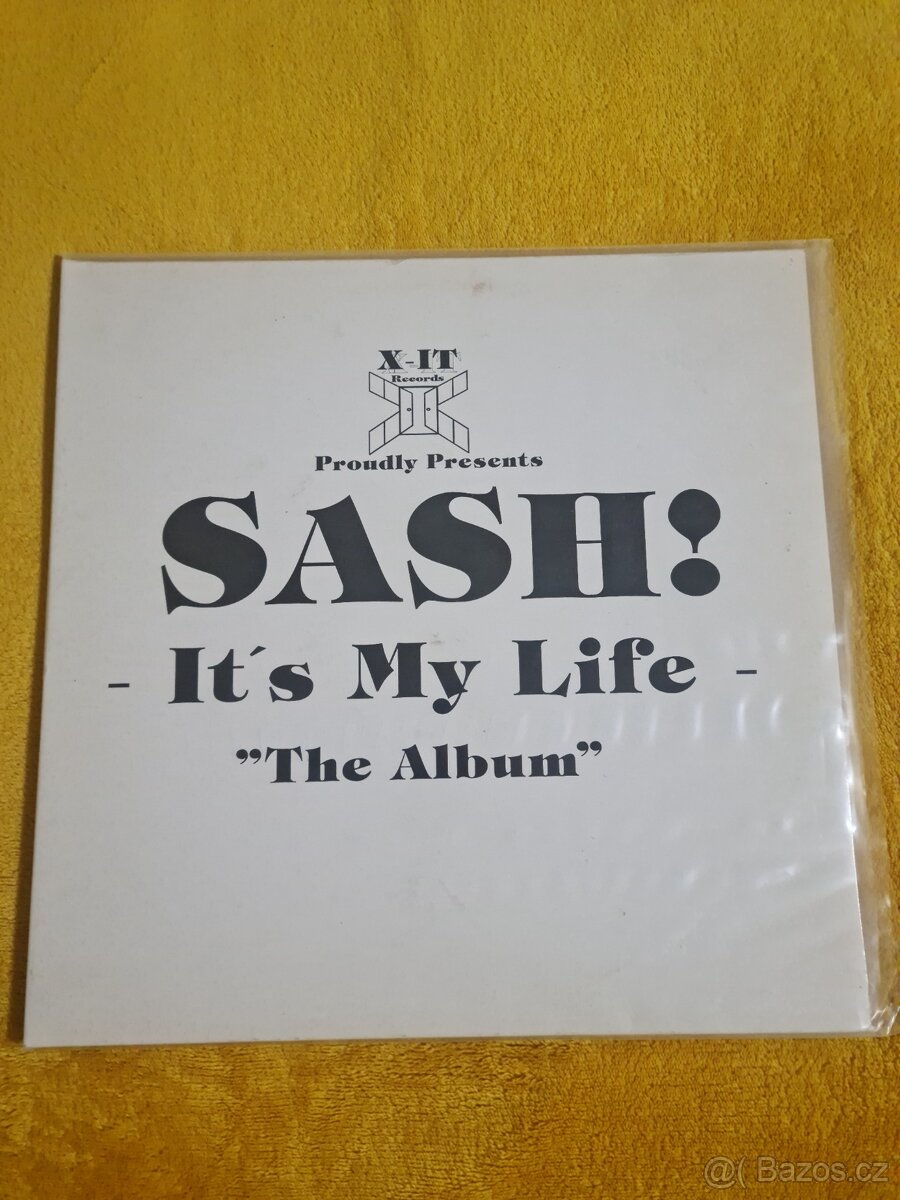 X-IT
Records
Proudly Presents
SASH!
- It´s My Life -
”The Album”
@( Bazos.cz